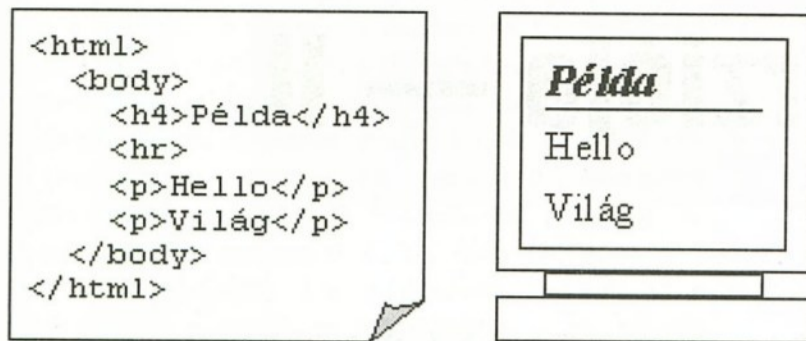 <html>
<body>
<h4>Példa</h4>
<hr>
<p>Hello</p>
<p>Világ</p>
</body>
</html>
Példa
Hello
Világ